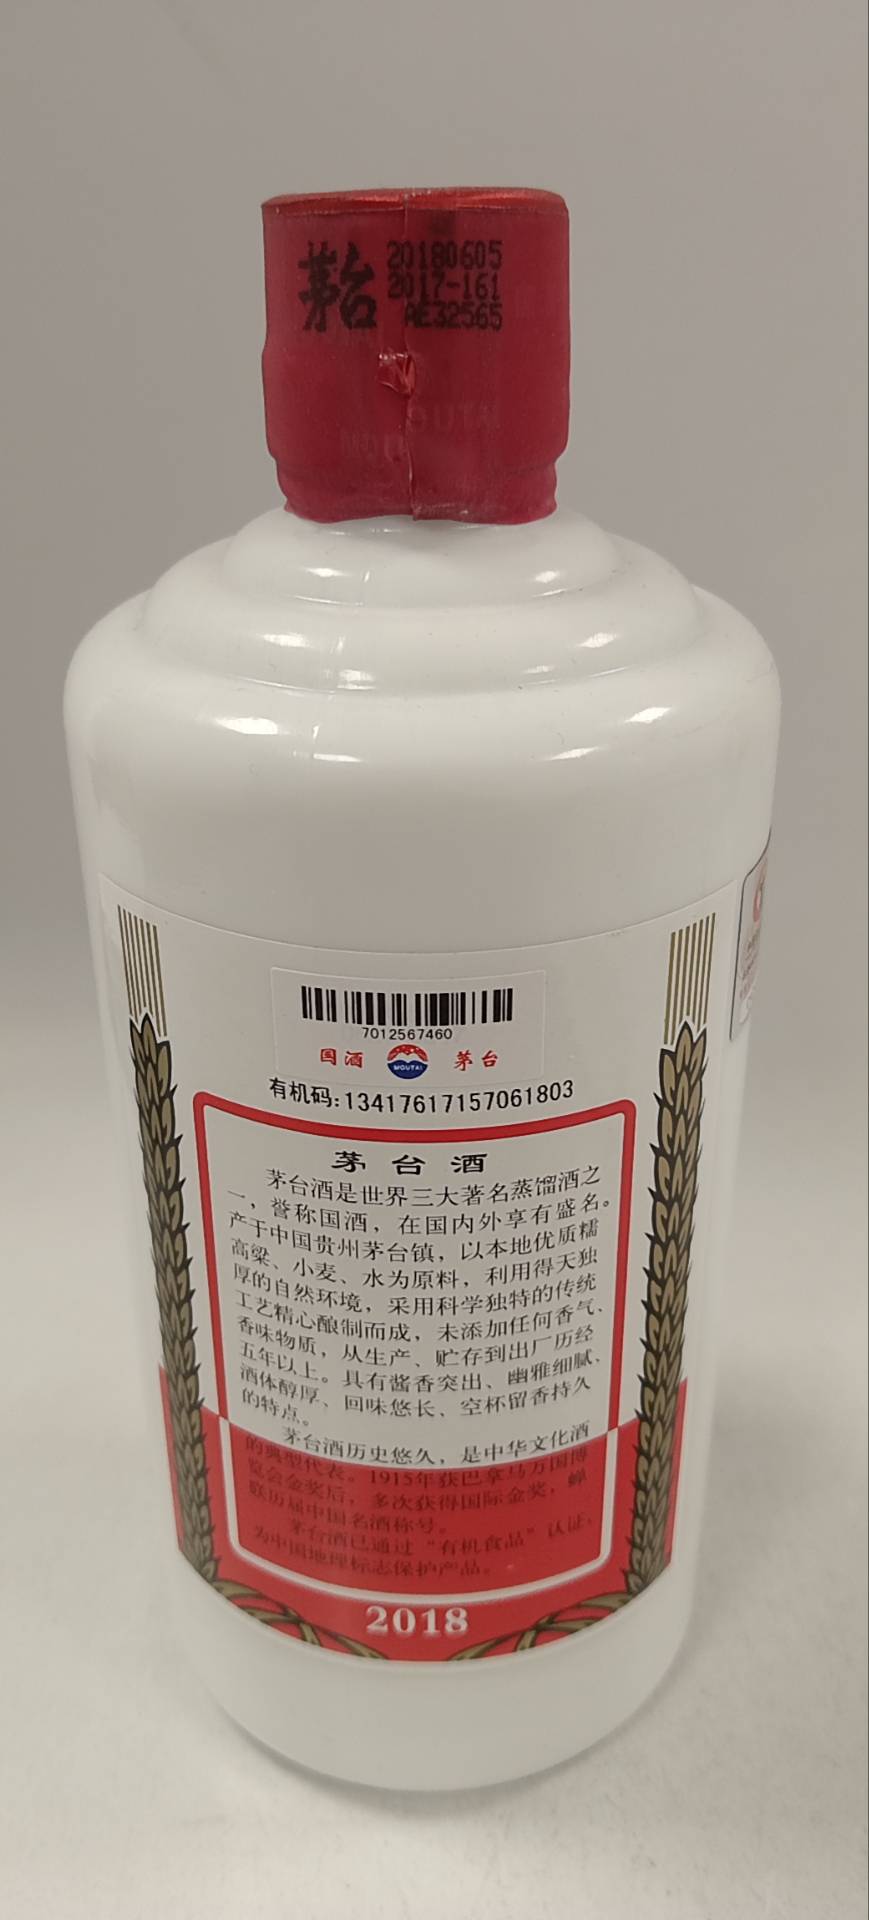 茅台
20180605
2017-161
AE32565
MOUTAI
7012567460
国酒
MOUTAI
茅台
有机码:13417617157061803
茅台酒
茅台酒是世界三大著名蒸馏酒之
一，誉称国酒，在国内外享有盛名。
产于中国贵州茅台镇，以本地优质糯
高粱、小麦、水为原料，利用得天独
厚的自然环境，采用科学独特的传统
工艺精心酿制而成，未添加任何香气、
香味物质，从生产、贮存到出厂历经
五年以上。具有酱香突出、幽雅细腻、
酒体醇厚、回味悠长、空杯留香持久
的特点。
茅台酒历史悠久，是中华文化酒
的典型代表。1915年获巴拿马万国博
览会金奖后，多次获得国际金奖，蝉
联历届中国名酒称号。
茅台酒已通过“有机食品”认证，
为中国地理标志保护产品。
2018